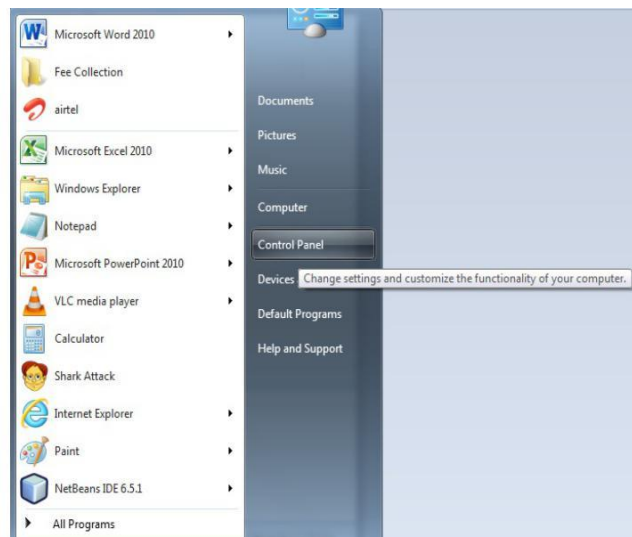 Microsoft Word 2010
Fee Collection
airtel
Microsoft Excel 2010
Windows Explorer
Notepad
Microsoft PowerPoint 2010
VLC media player
Calculator
Shark Attack
Internet Explorer
Paint
NetBeans IDE 6.5.1
All Programs
Documents
Pictures
Music
Computer
Control Panel
Devices
Change settings and customize the functionality of your computer.
Default Programs
Help and Support